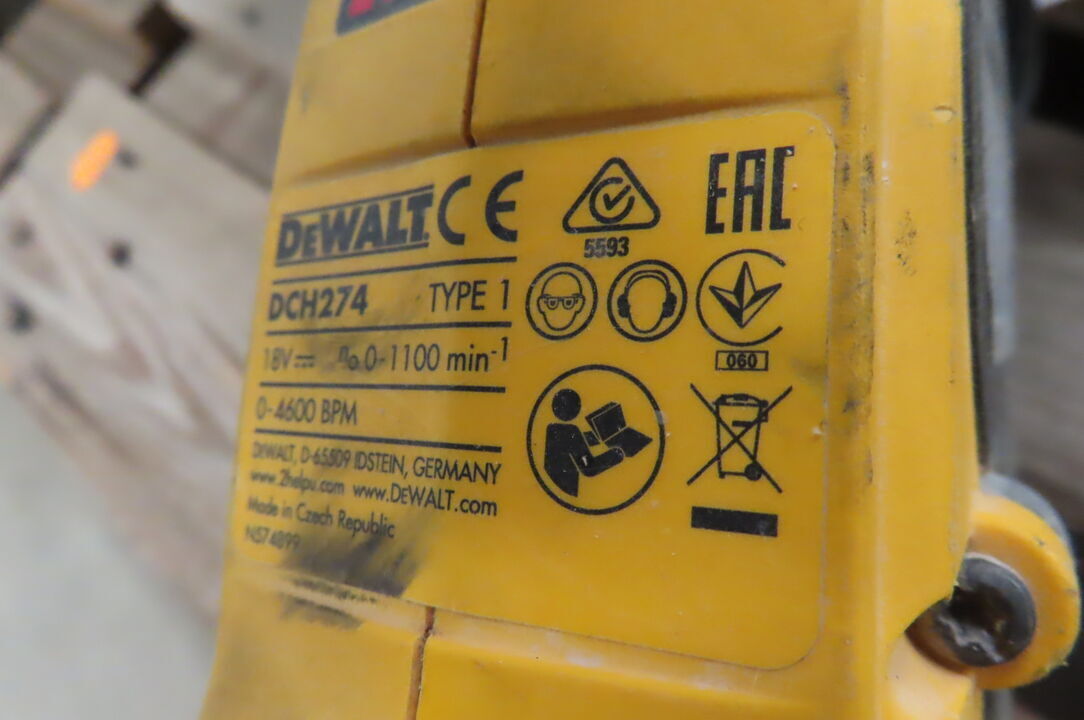 DEWALT CE
DCH274 TYPE 1
18V n₀ 0-1100 min⁻¹
0-4600 BPM
DEWALT, D-65509 IDSTEIN, GERMANY
www.2helpu.com www.DEWALT.com
Made in Czech Republic
N574899
5593
EAC
060